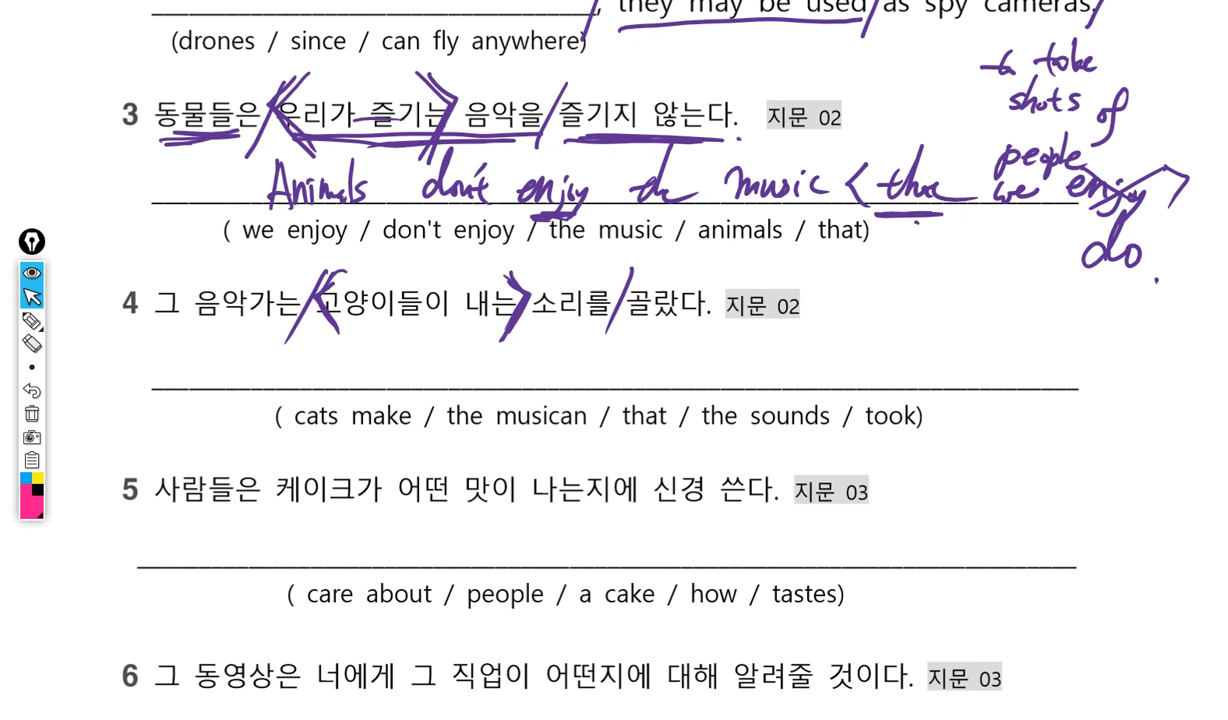 , they may be used as spy cameras.
(drones / since / can fly anywhere)
to take
shots of
people
3 동물들은 우리가 즐기는 음악을 즐기지 않는다. 지문 02
Animals don't enjoy the music < that we enjoy >
do.
( we enjoy / don't enjoy / the music / animals / that)
4 그 음악가는 고양이들이 내는 소리를 골랐다. 지문 02
( cats make / the musican / that / the sounds / took)
5 사람들은 케이크가 어떤 맛이 나는지에 신경 쓴다. 지문 03
( care about / people / a cake / how / tastes)
6 그 동영상은 너에게 그 직업이 어떤지에 대해 알려줄 것이다. 지문 03